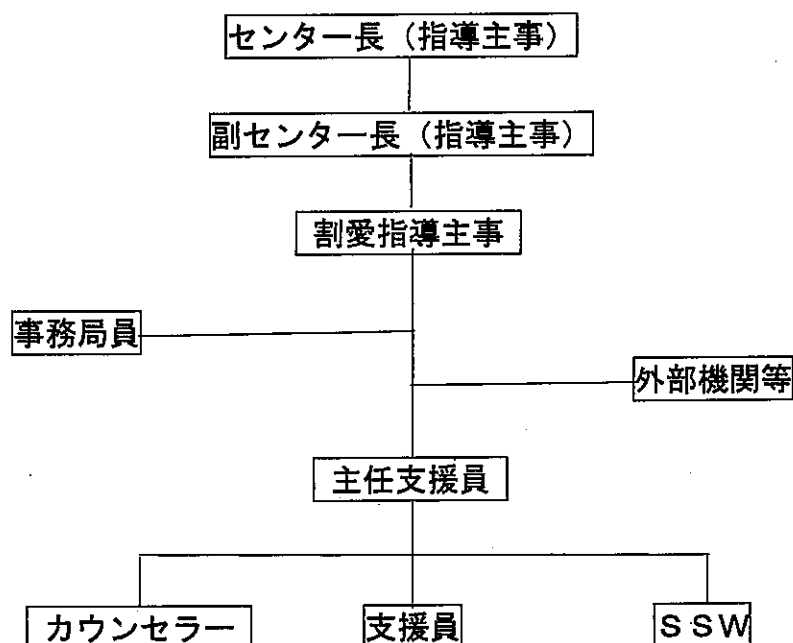 センター長（指導主事）
副センター長（指導主事）
割愛指導主事
事務局員
外部機関等
主任支援員
カウンセラー
支援員
ＳＳＷ